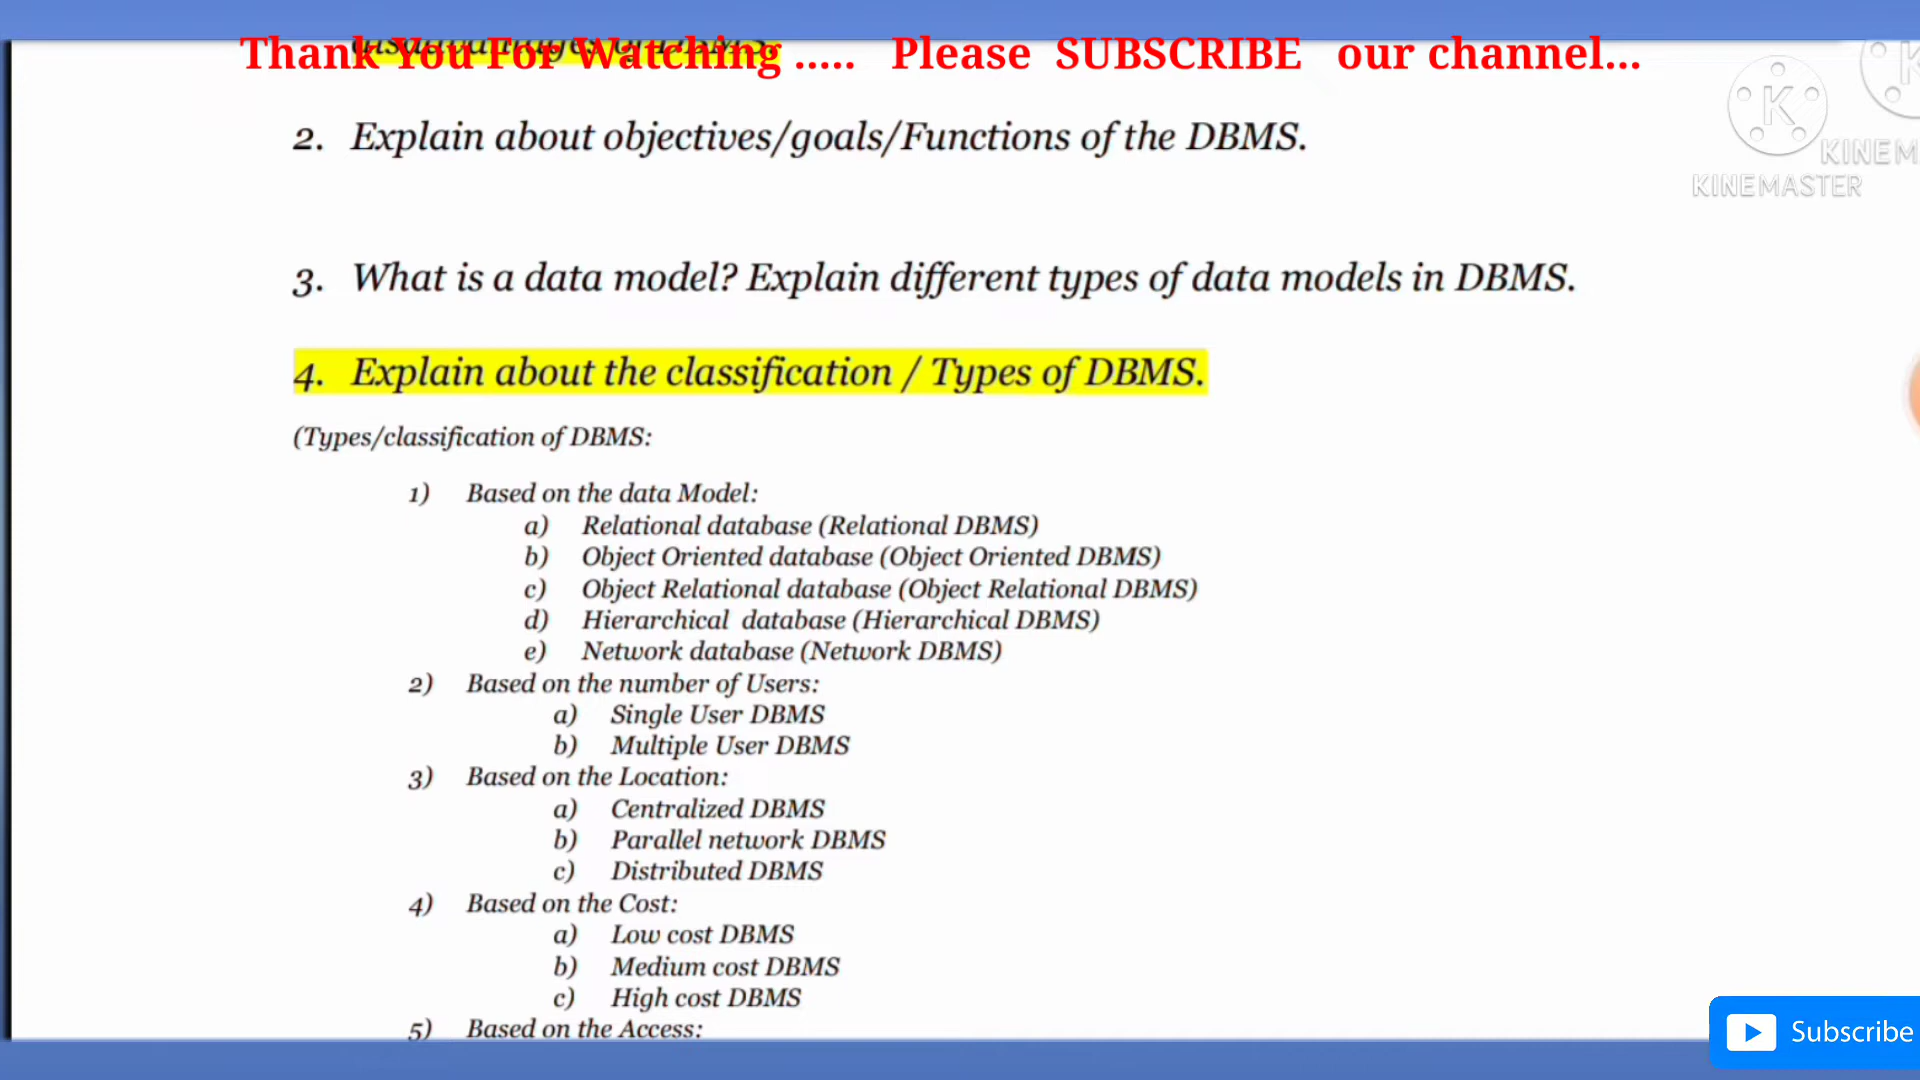 Thank You For Watching ..... Please SUBSCRIBE our channel...
2. Explain about objectives/goals/Functions of the DBMS.
KINEMASTER
3. What is a data model? Explain different types of data models in DBMS.
4. Explain about the classification / Types of DBMS.
(Types/classification of DBMS:
1) Based on the data Model:
a) Relational database (Relational DBMS)
b) Object Oriented database (Object Oriented DBMS)
c) Object Relational database (Object Relational DBMS)
d) Hierarchical database (Hierarchical DBMS)
e) Network database (Network DBMS)
2) Based on the number of Users:
a) Single User DBMS
b) Multiple User DBMS
3) Based on the Location:
a) Centralized DBMS
b) Parallel network DBMS
c) Distributed DBMS
4) Based on the Cost:
a) Low cost DBMS
b) Medium cost DBMS
c) High cost DBMS
5) Based on the Access:
Subscribe